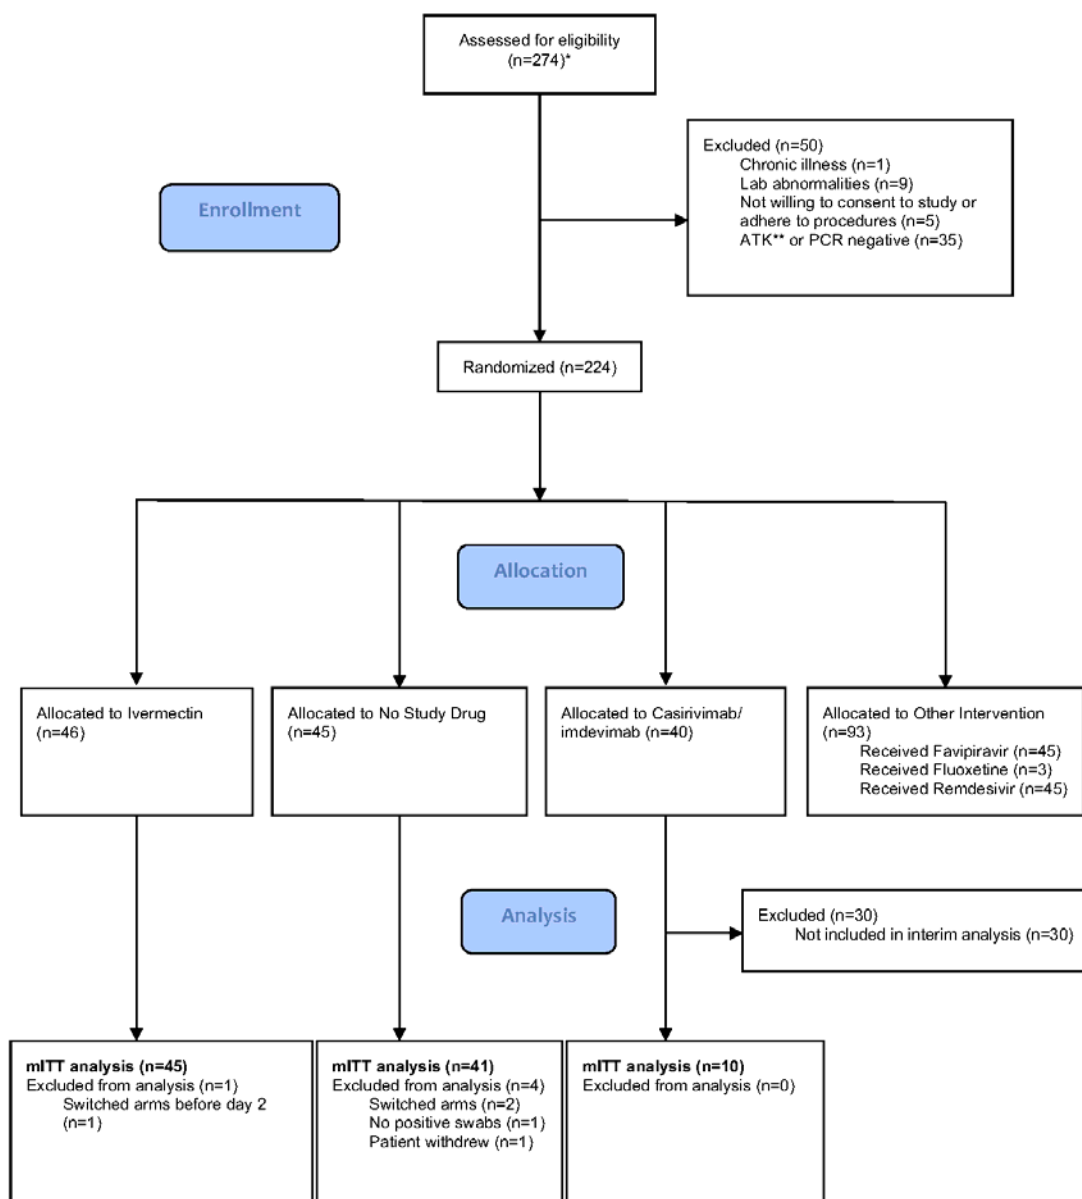 Assessed for eligibility
(n=274)*
Excluded (n=50)
Chronic illness (n=1)
Lab abnormalities (n=9)
Not willing to consent to study or
adhere to procedures (n=5)
ATK** or PCR negative (n=35)
Enrollment
Randomized (n=224)
Allocation
Allocated to Ivermectin
(n=46)
Allocated to No Study Drug
(n=45)
Allocated to Casirivimab/
imdevimab (n=40)
Allocated to Other Intervention
(n=93)
Received Favipiravir (n=45)
Received Fluoxetine (n=3)
Received Remdesivir (n=45)
Analysis
Excluded (n=30)
Not included in interim analysis (n=30)
mITT analysis (n=45)
Excluded from analysis (n=1)
Switched arms before day 2
(n=1)
mITT analysis (n=41)
Excluded from analysis (n=4)
Switched arms (n=2)
No positive swabs (n=1)
Patient withdrew (n=1)
mITT analysis (n=10)
Excluded from analysis (n=0)